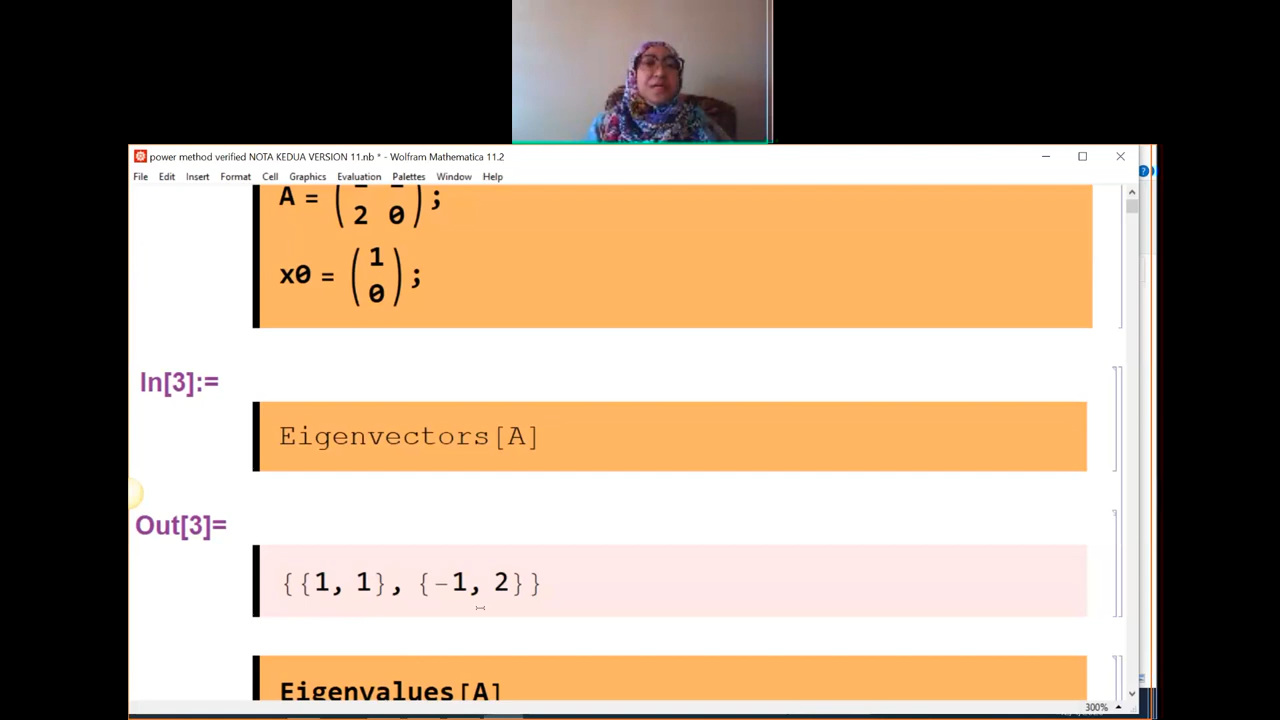 power method verified NOTA KEDUA VERSION 11.nb * - Wolfram Mathematica 11.2
File Edit Insert Format Cell Graphics Evaluation Palettes Window Help
A = ( 2 0 ) ;
x0 = ( 1
0 ) ;
In[3]:=
Eigenvectors[A]
Out[3]=
{{1, 1}, {-1, 2}}
Eigenvalues[A]
300%